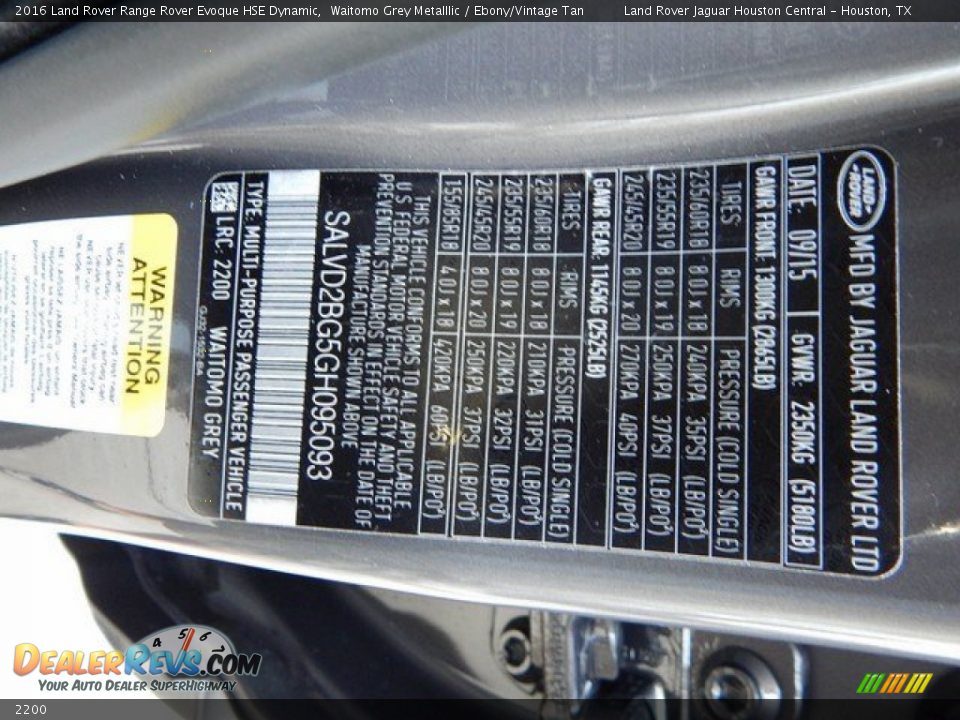 2016 Land Rover Range Rover Evoque HSE Dynamic,  Waitomo Grey Metalllic / Ebony/Vintage Tan    Land Rover Jaguar Houston Central - Houston, TX
LAND ROVER
MFD BY JAGUAR LAND ROVER LTD
DATE: 09/15 GVWR: 2350KG (5180LB)
GAWR FRONT: 1300KG (2865LB)
TIRES RIMS PRESSURE (COLD SINGLE)
235/60R18 8.0J x 18 240KPA 35PSI (LB/PO²)
235/55R19 8.0J x 19 250KPA 37PSI (LB/PO²)
245/45R20 8.0J x 20 270KPA 40PSI (LB/PO²)
GAWR REAR: 1145KG (2525LB)
TIRES RIMS PRESSURE (COLD SINGLE)
235/60R18 8.0J x 18 210KPA 31PSI (LB/PO²)
235/55R19 8.0J x 19 220KPA 32PSI (LB/PO²)
245/45R20 8.0J x 20 250KPA 37PSI (LB/PO²)
155/85R18 4.0J x 18 420KPA 60PSI (LB/PO²)
THIS VEHICLE CONFORMS TO ALL APPLICABLE
U S FEDERAL MOTOR VEHICLE SAFETY AND THEFT
PREVENTION STANDARDS IN EFFECT ON THE DATE OF
MANUFACTURE SHOWN ABOVE
SALVD2BG5GH095093
TYPE: MULTI-PURPOSE PASSENGER VEHICLE
LRC: 2200 WAITOMO GREY
WARNING
ATTENTION
DEALERREVS.COM
YOUR AUTO DEALER SUPERHIGHWAY
4 5 6
2200